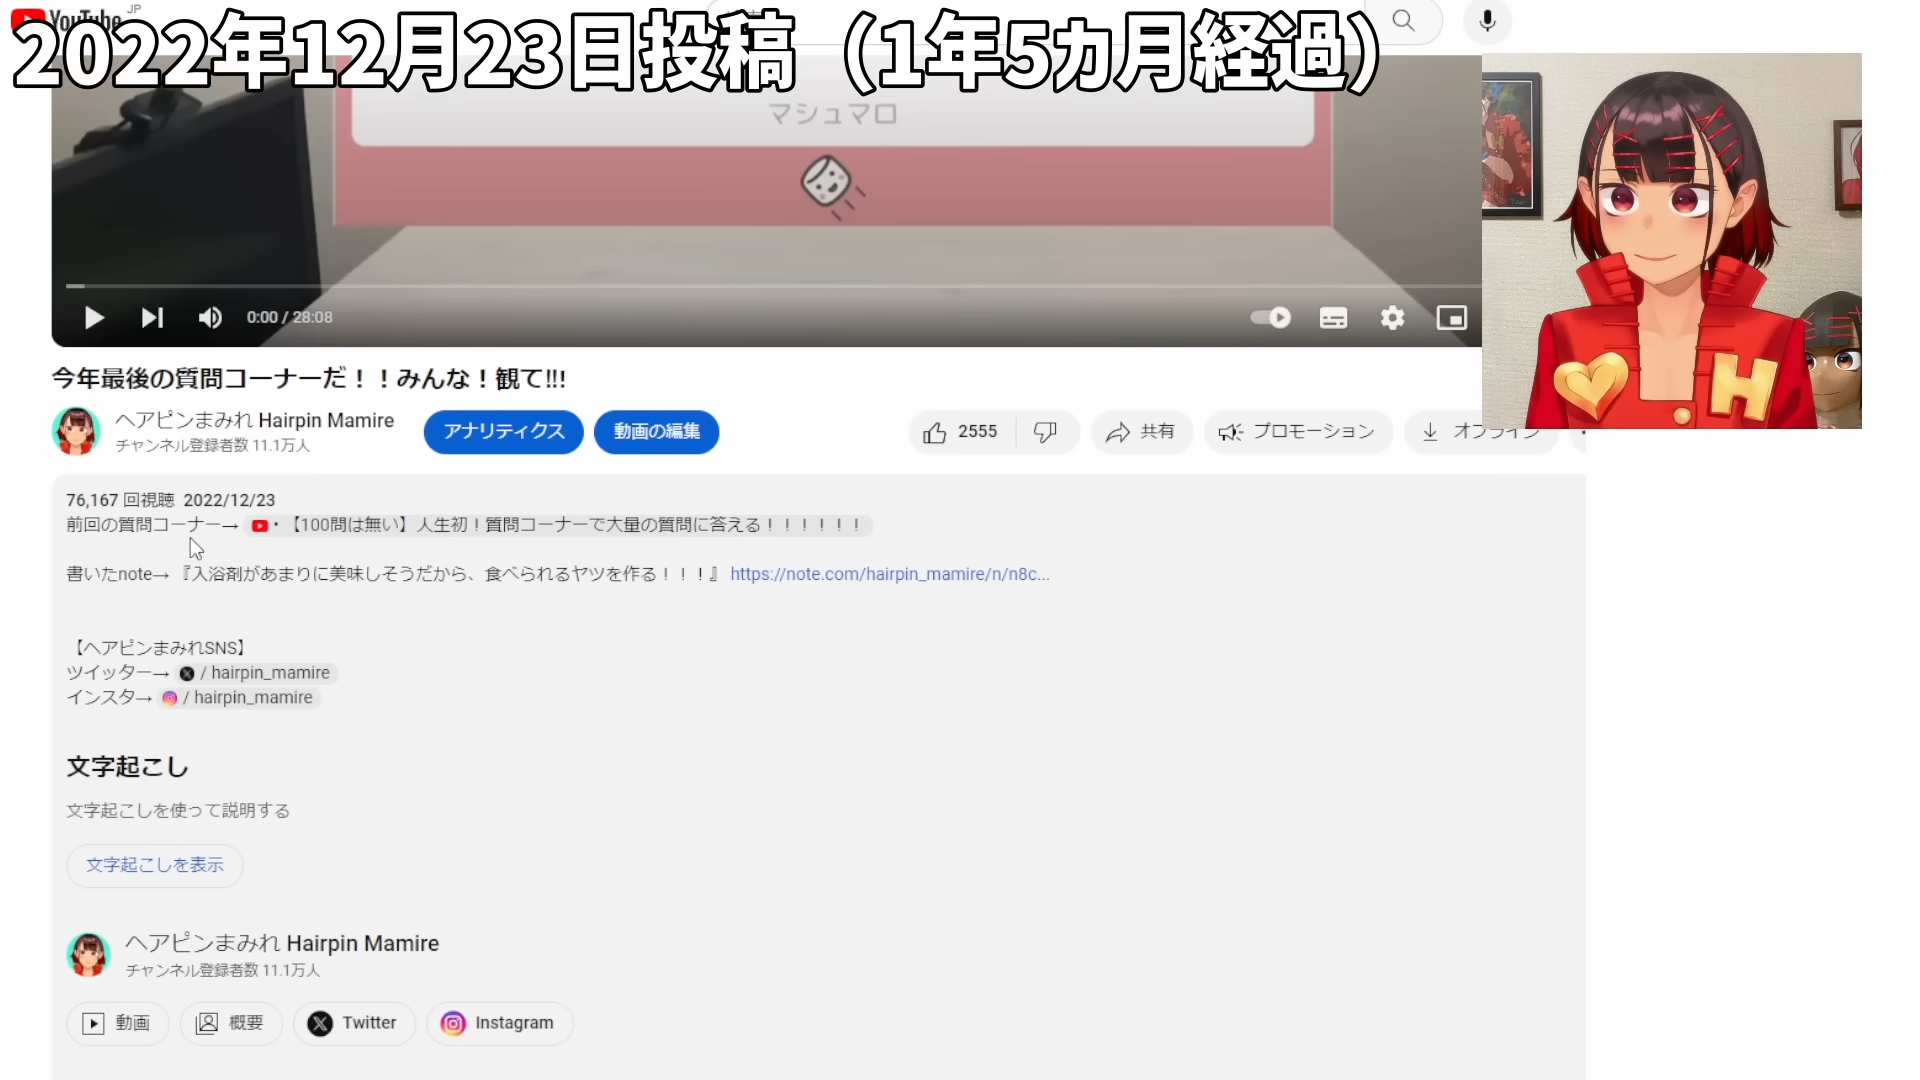 YouTube JP
2022年12月23日投稿（1年5カ月経過）
マシュマロ
0:00 / 28:08
今年最後の質問コーナーだ！！みんな！観て!!!
ヘアピンまみれ Hairpin Mamire
チャンネル登録者数 11.1万人
アナリティクス
動画の編集
2555
共有
プロモーション
オフライン
76,167 回視聴 2022/12/23
前回の質問コーナー→ ・【100問は無い】人生初！質問コーナーで大量の質問に答える！！！！！！
書いたnote→ 『入浴剤があまりに美味しそうだから、食べられるヤツを作る！！！』 https://note.com/hairpin_mamire/n/n8c...
【ヘアピンまみれSNS】
ツイッター→ / hairpin_mamire
インスタ→ / hairpin_mamire
文字起こし
文字起こしを使って説明する
文字起こしを表示
ヘアピンまみれ Hairpin Mamire
チャンネル登録者数 11.1万人
動画
概要
Twitter
Instagram
H